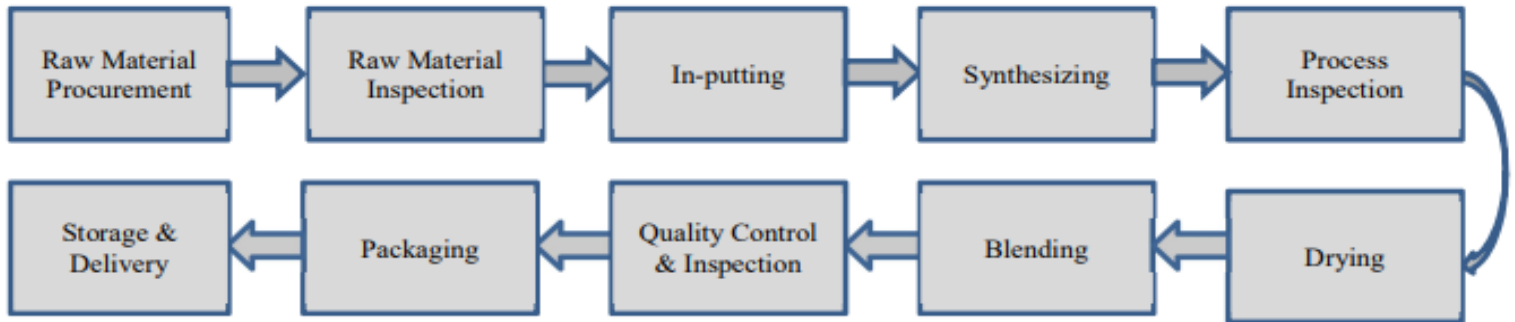 Raw Material
Procurement
Raw Material
Inspection
In-putting
Synthesizing
Process
Inspection
Drying
Blending
Quality Control
& Inspection
Packaging
Storage &
Delivery